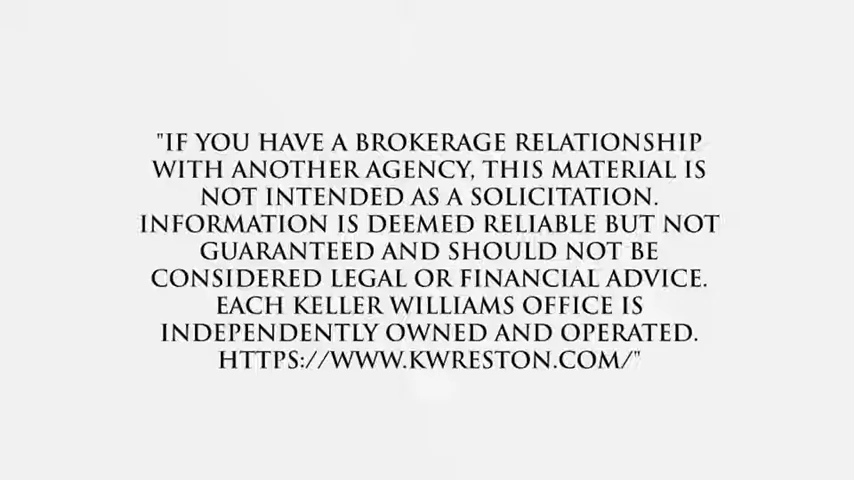 "IF YOU HAVE A BROKERAGE RELATIONSHIP
WITH ANOTHER AGENCY, THIS MATERIAL IS
NOT INTENDED AS A SOLICITATION.
INFORMATION IS DEEMED RELIABLE BUT NOT
GUARANTEED AND SHOULD NOT BE
CONSIDERED LEGAL OR FINANCIAL ADVICE.
EACH KELLER WILLIAMS OFFICE IS
INDEPENDENTLY OWNED AND OPERATED.
HTTPS://WWW.KWRESTON.COM/"